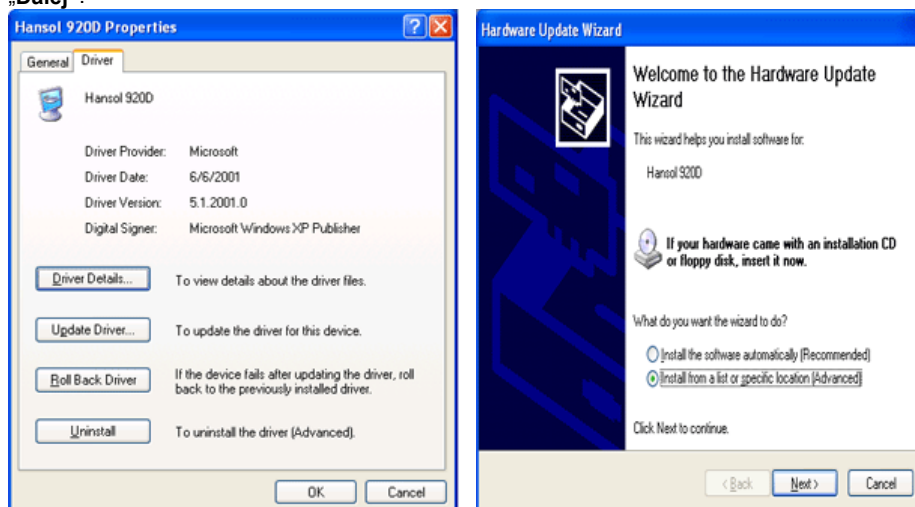 „Dalej”.
Hansol 920D Properties
General Driver
Hansol 920D
Driver Provider: Microsoft
Driver Date: 6/6/2001
Driver Version: 5.1.2001.0
Digital Signer: Microsoft Windows XP Publisher
Driver Details... To view details about the driver files.
Update Driver... To update the driver for this device.
Roll Back Driver If the device fails after updating the driver, roll
back to the previously installed driver.
Uninstall To uninstall the driver (Advanced).
OK Cancel
Hardware Update Wizard
Welcome to the Hardware Update
Wizard
This wizard helps you install software for:
Hansol 920D
If your hardware came with an installation CD
or floppy disk, insert it now.
What do you want the wizard to do?
Install the software automatically (Recommended)
Install from a list or specific location (Advanced)
Click Next to continue.
< Back Next > Cancel